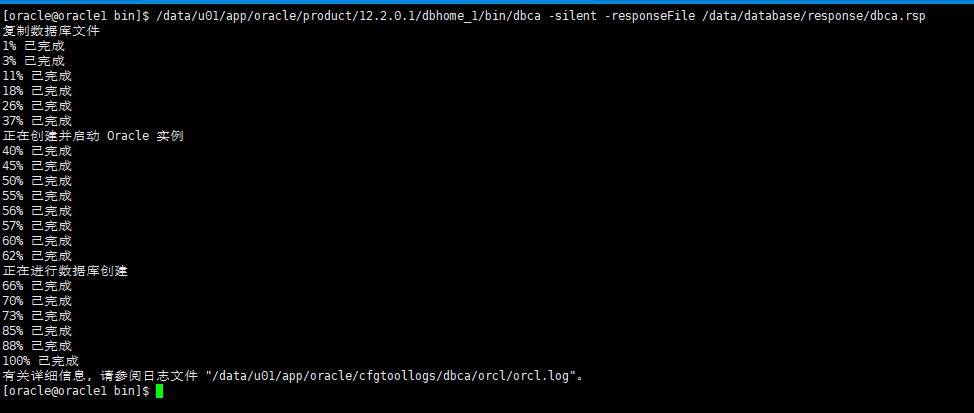 [oracle@oracle1 bin]$ /data/u01/app/oracle/product/12.2.0.1/dbhome_1/bin/dbca -silent -responseFile /data/database/response/dbca.rsp
复制数据库文件
1% 已完成
3% 已完成
11% 已完成
18% 已完成
26% 已完成
37% 已完成
正在创建并启动 Oracle 实例
40% 已完成
45% 已完成
50% 已完成
55% 已完成
56% 已完成
57% 已完成
60% 已完成
62% 已完成
正在进行数据库创建
66% 已完成
70% 已完成
73% 已完成
85% 已完成
88% 已完成
100% 已完成
有关详细信息, 请参阅日志文件 "/data/u01/app/oracle/cfgtoollogs/dbca/orcl/orcl.log"。
[oracle@oracle1 bin]$